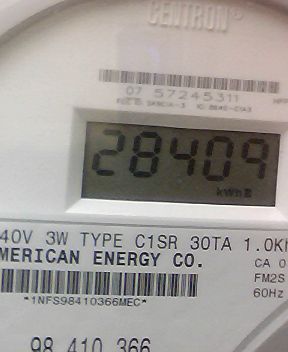 CENTRON®
07 57245311
28409
kWh
40V 3W TYPE C1SR 30TA 1.0Kh
MERICAN ENERGY CO.
CA 0
FM2S
60Hz
*1NFS98410366MEC*
98 410 366